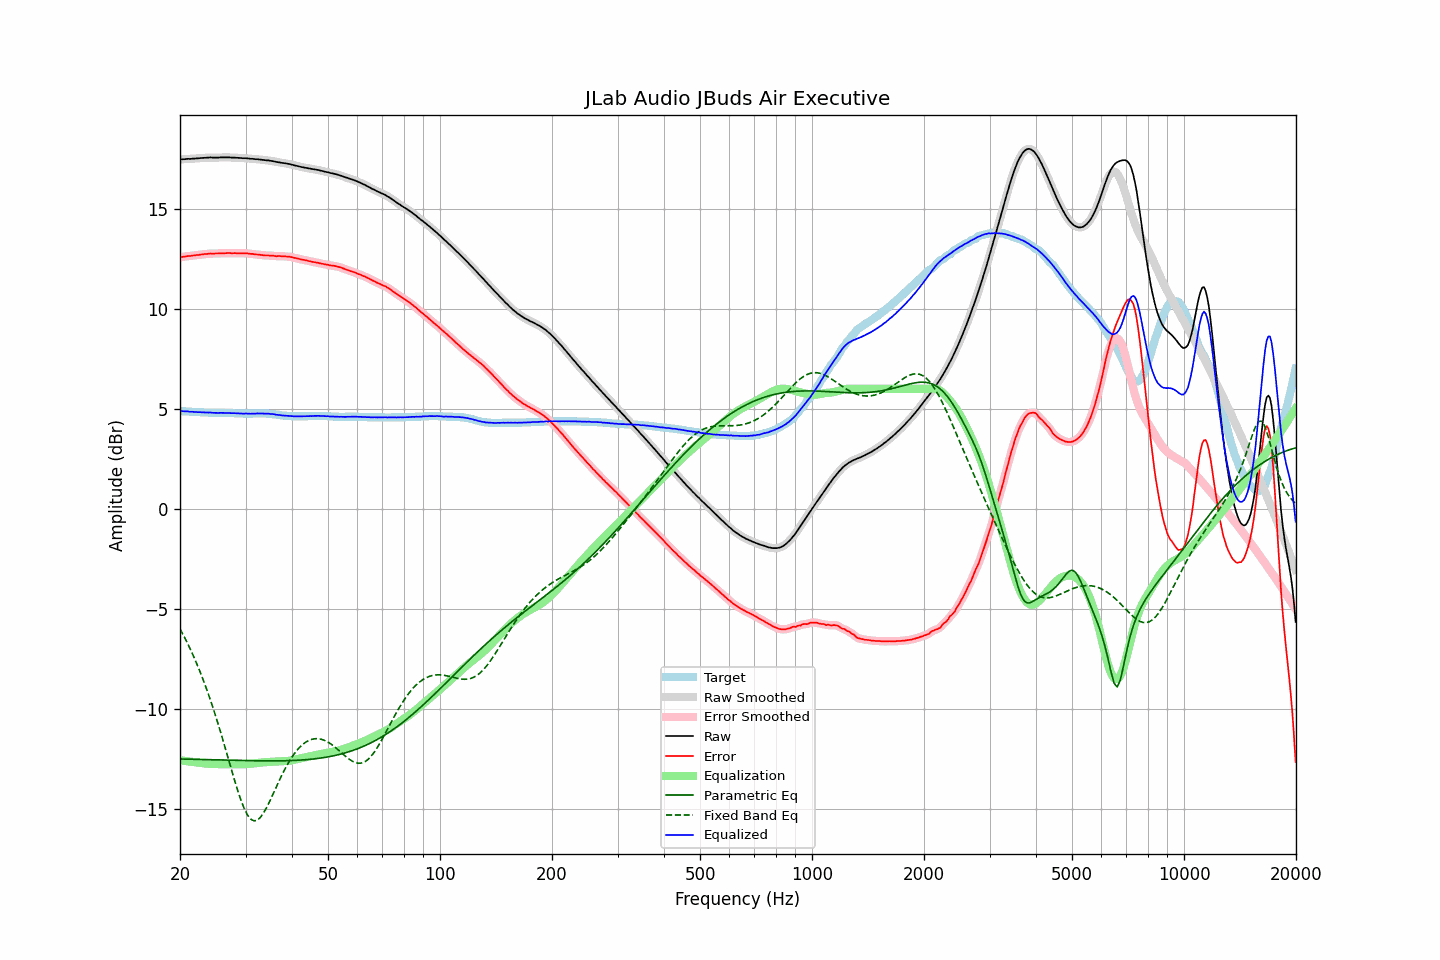 JLab Audio JBuds Air Executive
Amplitude (dBr)
15
10
5
0
−5
−10
−15
Target
Raw Smoothed
Error Smoothed
Raw
Error
Equalization
Parametric Eq
Fixed Band Eq
Equalized
20 50 100 200 500 1000 2000 5000 10000 20000
Frequency (Hz)